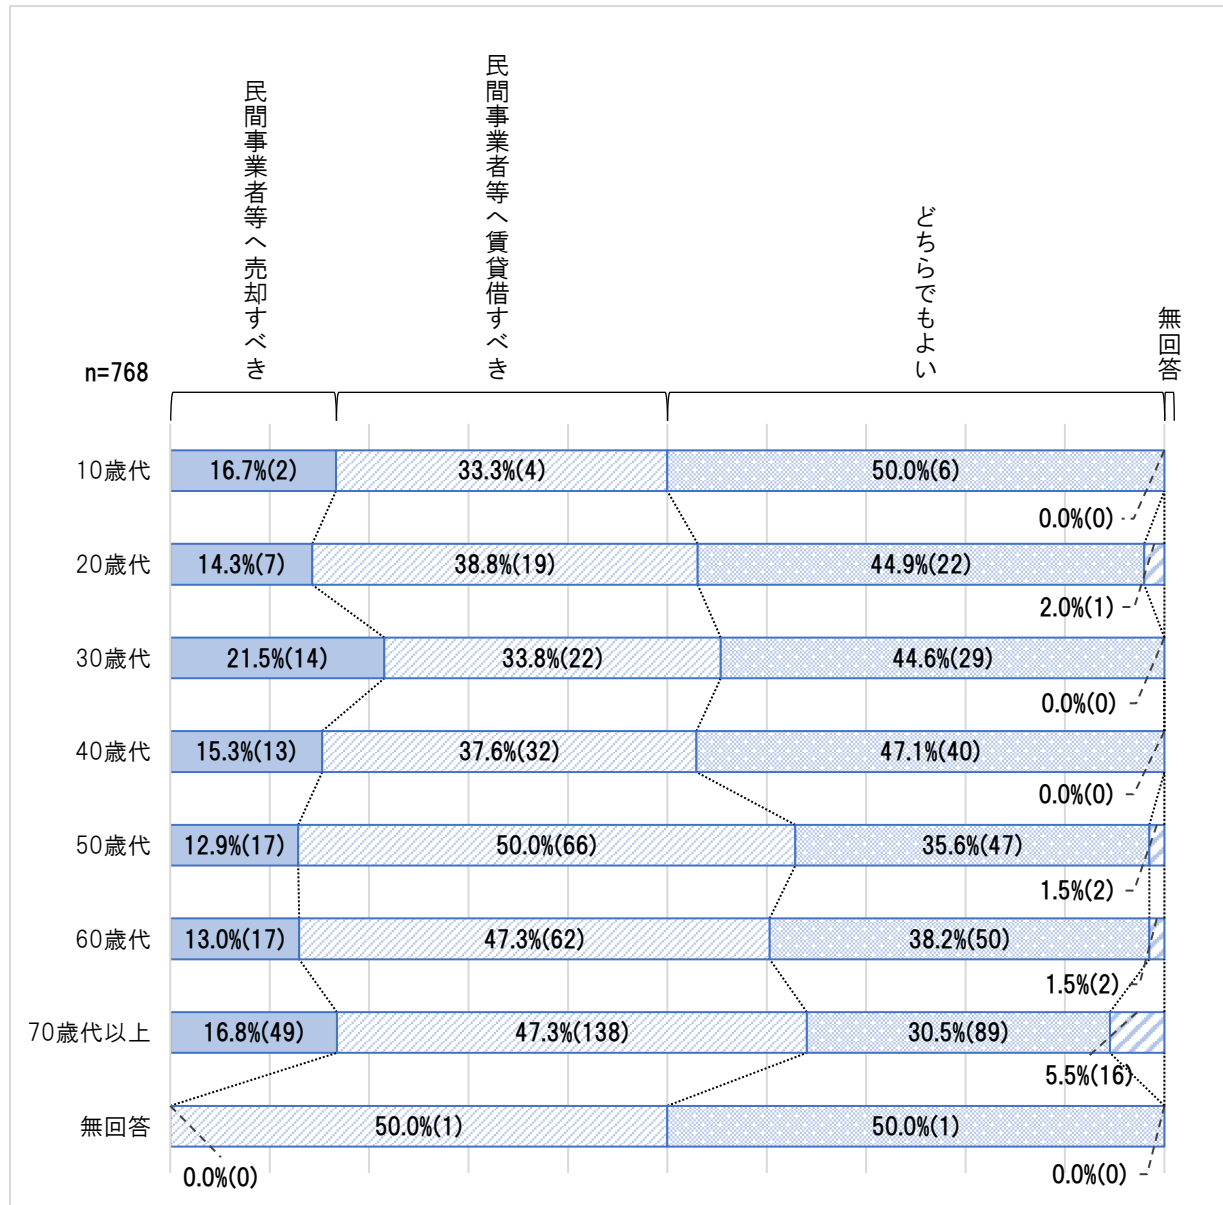 民間事業者等へ売却すべき
民間事業者等へ賃貸借すべき
どちらでもよい
無回答
n=768
10歳代 16.7%(2) 33.3%(4) 50.0%(6)
0.0%(0)
20歳代 14.3%(7) 38.8%(19) 44.9%(22)
2.0%(1)
30歳代 21.5%(14) 33.8%(22) 44.6%(29)
0.0%(0)
40歳代 15.3%(13) 37.6%(32) 47.1%(40)
0.0%(0)
50歳代 12.9%(17) 50.0%(66) 35.6%(47)
1.5%(2)
60歳代 13.0%(17) 47.3%(62) 38.2%(50)
1.5%(2)
70歳代以上 16.8%(49) 47.3%(138) 30.5%(89)
5.5%(16)
無回答 50.0%(1) 50.0%(1)
0.0%(0) 0.0%(0)